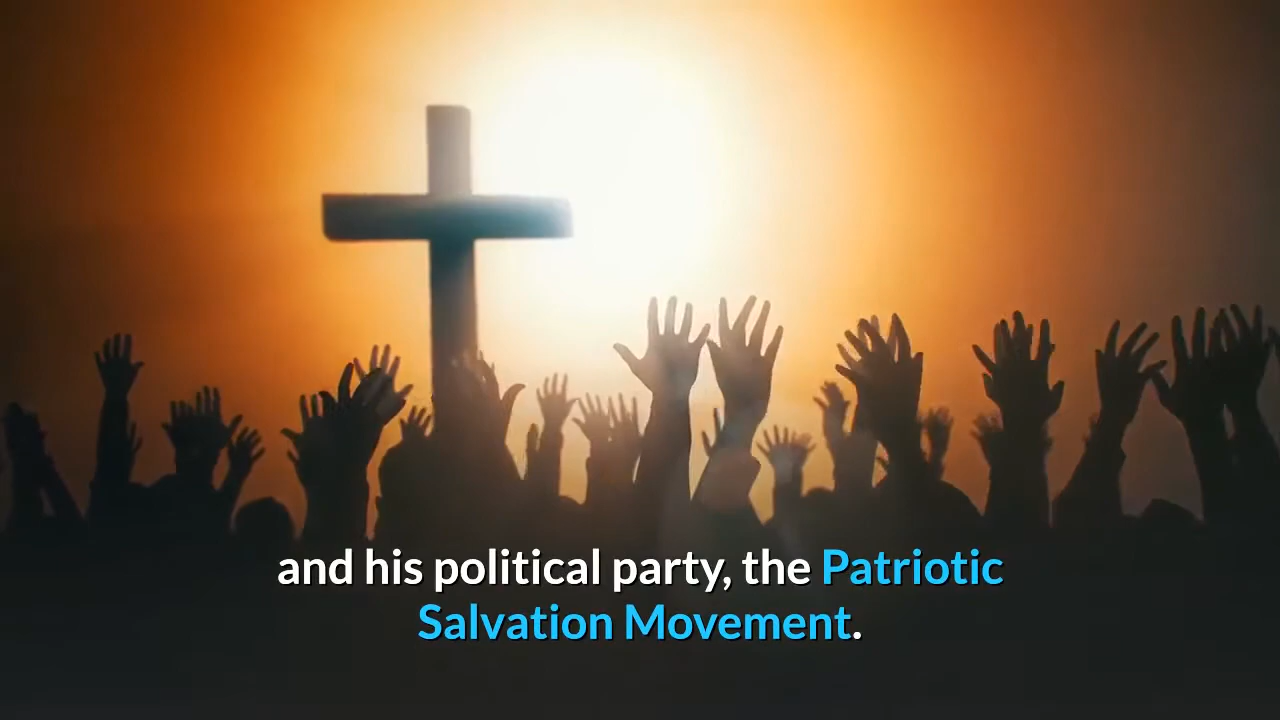 and his political party, the Patriotic
Salvation Movement.